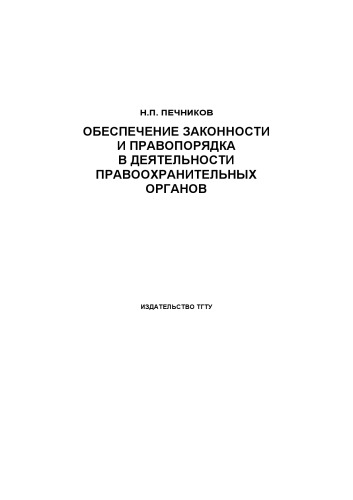 Н.П. ПЕЧНИКОВ
ОБЕСПЕЧЕНИЕ ЗАКОННОСТИ
И ПРАВОПОРЯДКА
В ДЕЯТЕЛЬНОСТИ
ПРАВООХРАНИТЕЛЬНЫХ
ОРГАНОВ
ИЗДАТЕЛЬСТВО ТГТУ